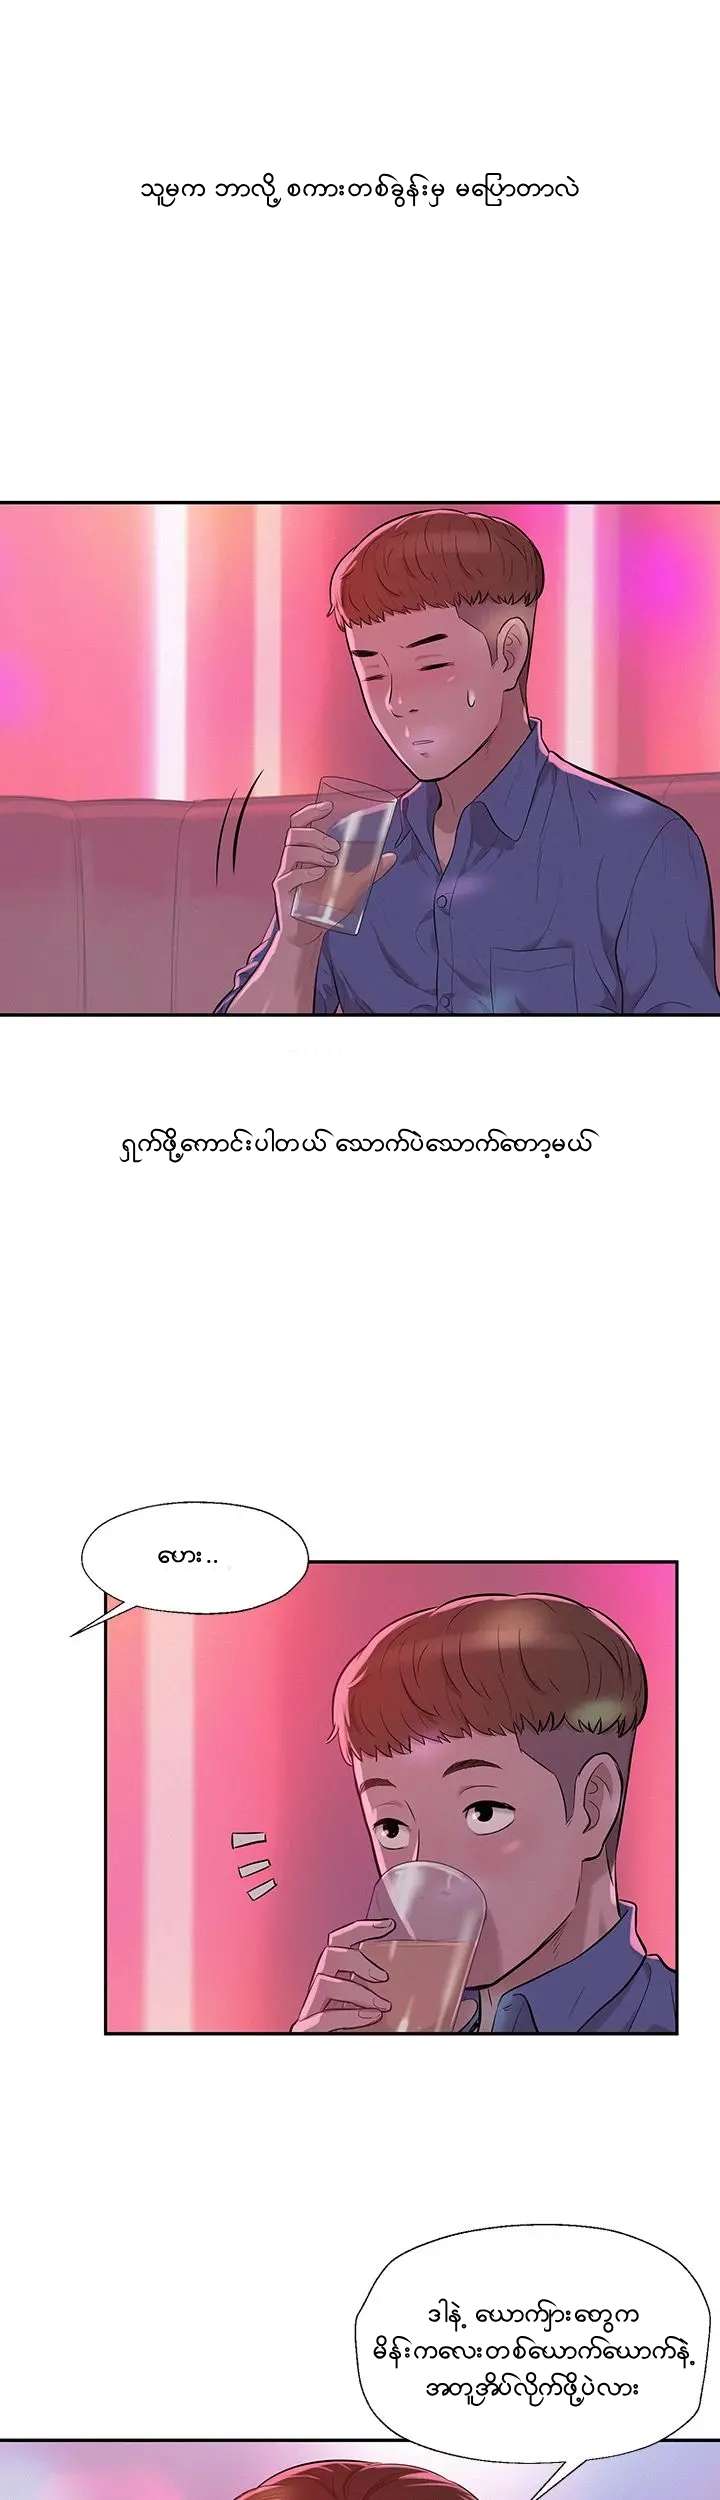 သူမက ဘာလို့ စကားတစ်ခွန်းမှ မပြောတာလဲ
ရှက်ဖို့ကောင်းပါတယ် သောက်ပဲသောက်တော့မယ်
ဟေး..
ဒါနဲ့ ယောကျ်ားတွေက
မိန်းကလေးတစ်ယောက်ယောက်နဲ့
အတူအိပ်လိုက်ဖို့ပဲလား